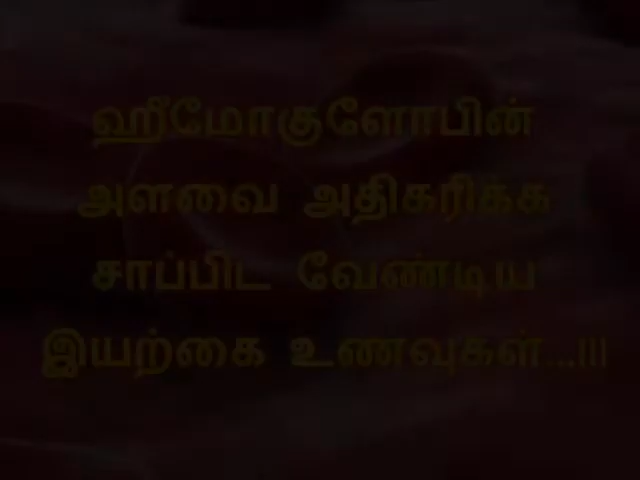 ஹீமோகுளோபின்
அளவை அதிகரிக்க
சாப்பிட வேண்டிய
இயற்கை உணவுகள்...!!!